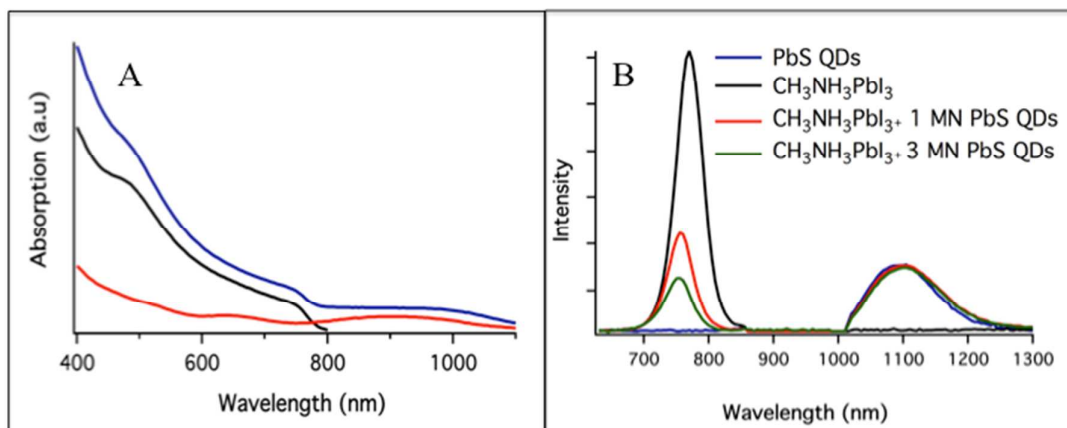 A
Absorption (a.u)
400
600
800
1000
Wavelength (nm)
B
PbS QDs
CH₃NH₃PbI₃
CH₃NH₃PbI₃₊ 1 MN PbS QDs
CH₃NH₃PbI₃₊ 3 MN PbS QDs
Intensity
700
800
900
1000
1100
1200
1300
Wavelength (nm)